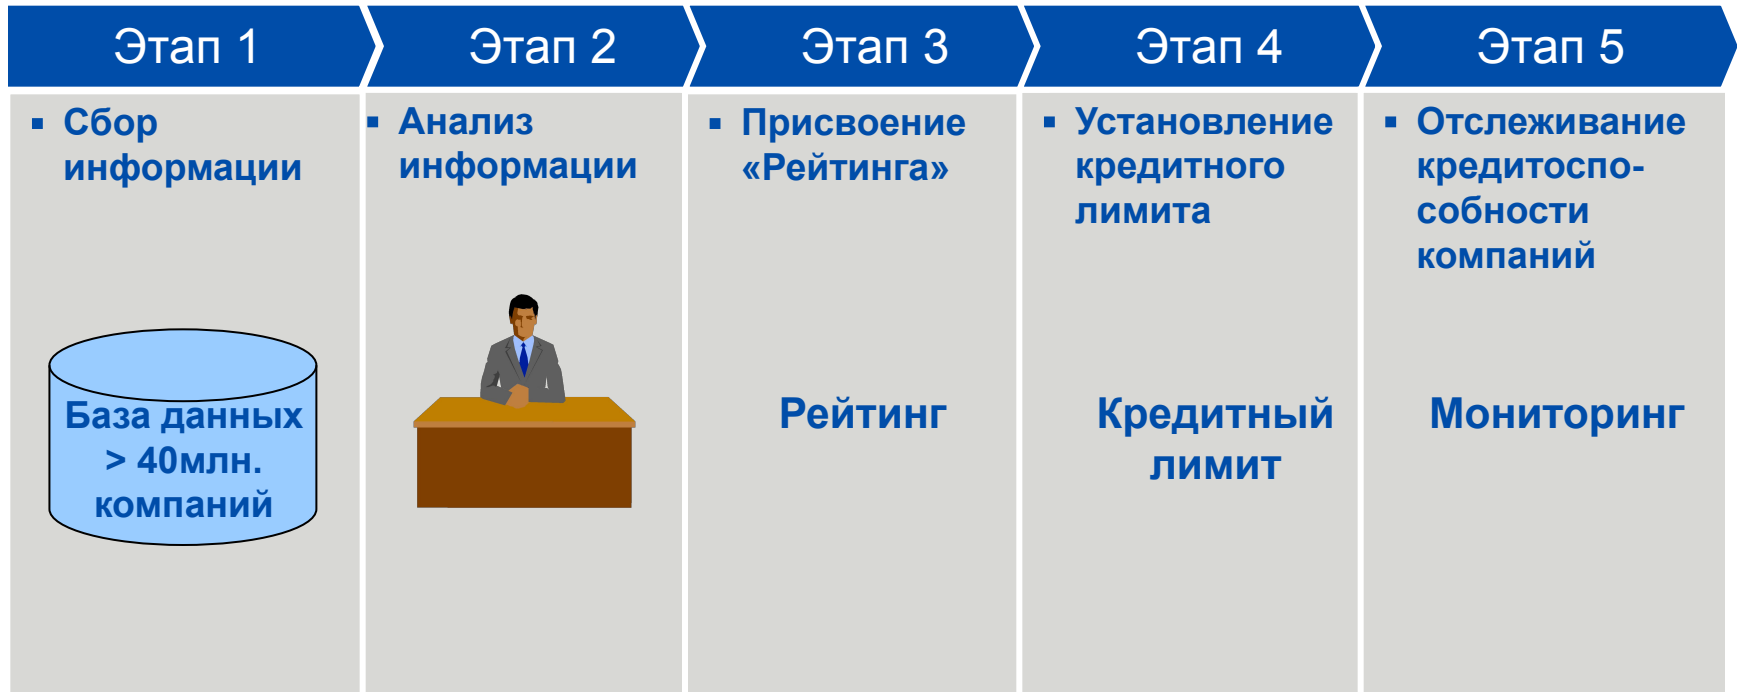 Этап 1
Этап 2
Этап 3
Этап 4
Этап 5
▪ Сбор
информации
▪ Анализ
информации
▪ Присвоение
«Рейтинга»
▪ Установление
кредитного
лимита
▪ Отслеживание
кредитоспо-
собности
компаний
База данных
> 40млн.
компаний
Рейтинг
Кредитный
лимит
Мониторинг